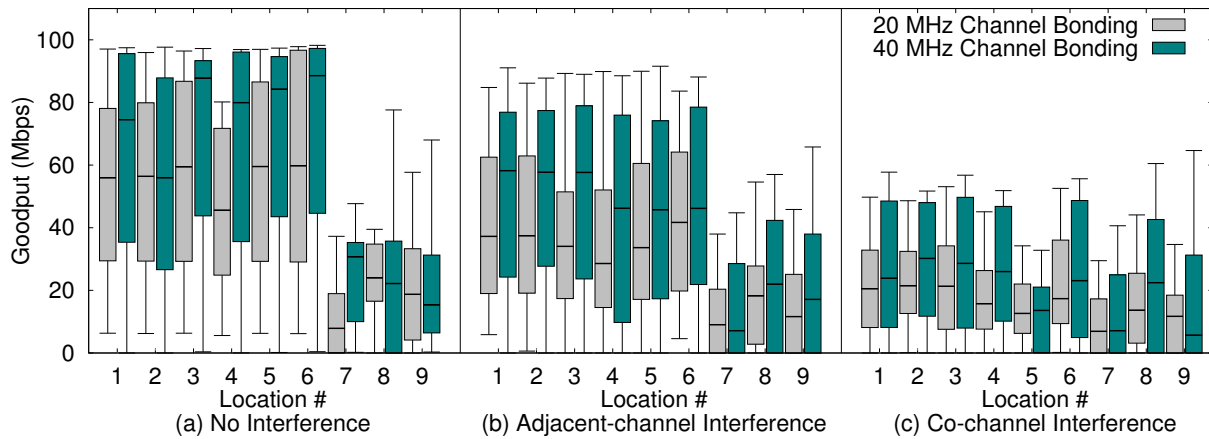 100
80
60
40
20
0
Goodput (Mbps)
20 MHz Channel Bonding
40 MHz Channel Bonding
1 2 3 4 5 6 7 8 9
1 2 3 4 5 6 7 8 9
1 2 3 4 5 6 7 8 9
Location #
Location #
Location #
(a) No Interference
(b) Adjacent-channel Interference
(c) Co-channel Interference